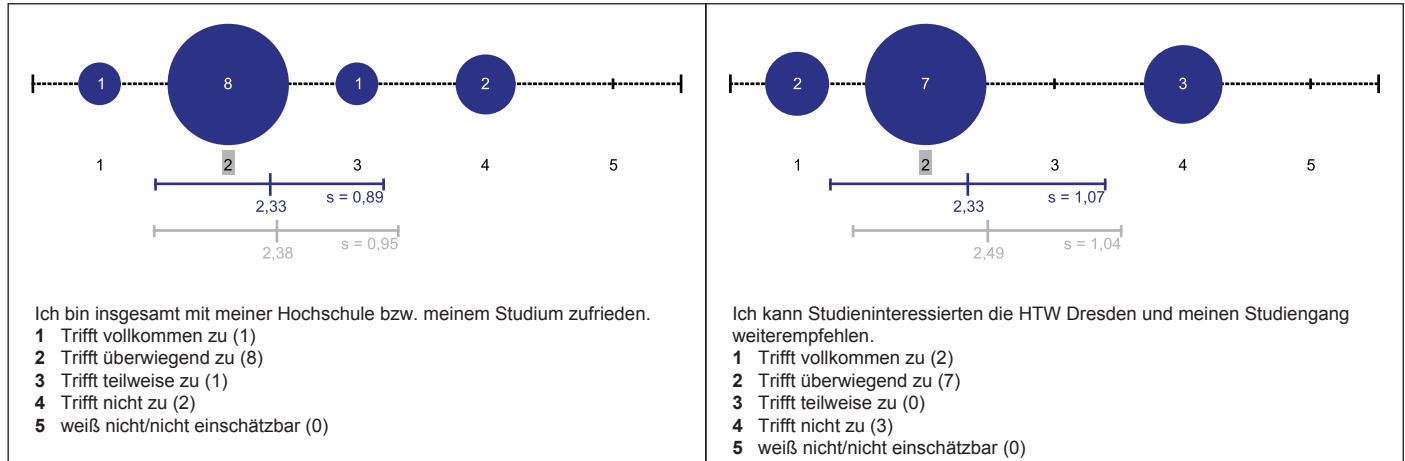 1 8 1 2
1 2 3 4 5
s = 0,89
2,33
s = 0,95
2,38
Ich bin insgesamt mit meiner Hochschule bzw. meinem Studium zufrieden.
1 Trifft vollkommen zu (1)
2 Trifft überwiegend zu (8)
3 Trifft teilweise zu (1)
4 Trifft nicht zu (2)
5 weiß nicht/nicht einschätzbar (0)
2 7 3
1 2 3 4 5
s = 1,07
2,33
s = 1,04
2,49
Ich kann Studieninteressierten die HTW Dresden und meinen Studiengang
weiterempfehlen.
1 Trifft vollkommen zu (2)
2 Trifft überwiegend zu (7)
3 Trifft teilweise zu (0)
4 Trifft nicht zu (3)
5 weiß nicht/nicht einschätzbar (0)